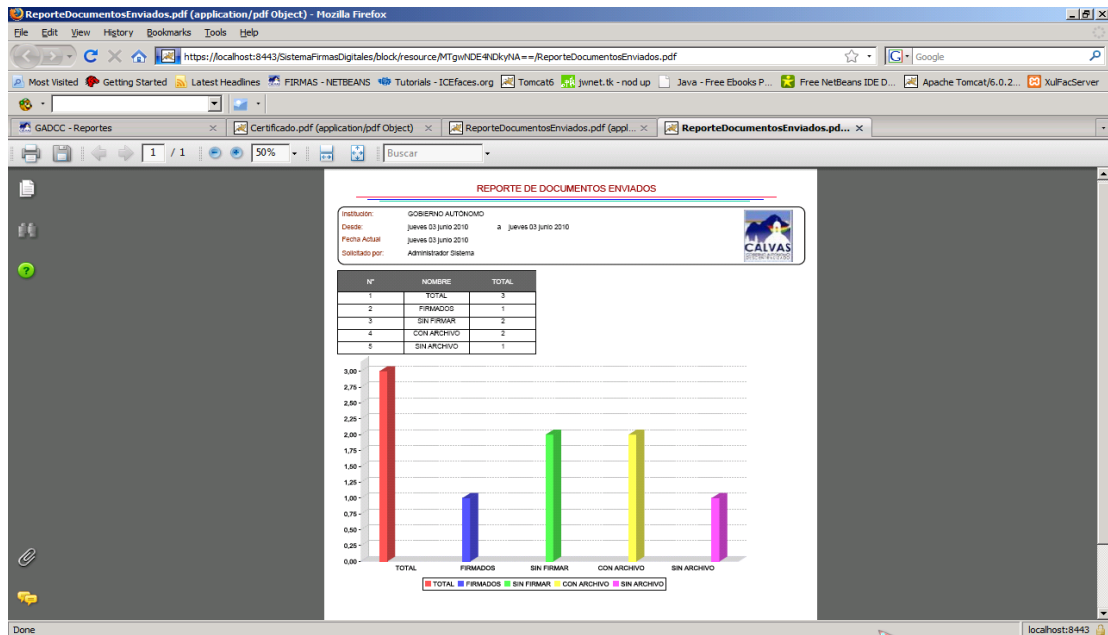 ReporteDocumentosEnviados.pdf (application/pdf Object) - Mozilla Firefox
File Edit View History Bookmarks Tools Help
https://localhost:8443/SistemaFirmasDigitales/block/resource/MTgwNDE4NDkyNA==/ReporteDocumentosEnviados.pdf
Google
Most Visited Getting Started Latest Headlines FIRMAS - NETBEANS Tutorials - ICEfaces.org Tomcat6 jwnet.tk - nod up Java - Free Ebooks P... Free NetBeans IDE D... Apache Tomcat/6.0.2... XulFacServer
GADCC - Reportes Certificado.pdf (application/pdf Object) ReporteDocumentosEnviados.pdf (appl... ReporteDocumentosEnviados.pd...
1 / 1 50% Buscar
REPORTE DE DOCUMENTOS ENVIADOS
Institución: GOBIERNO AUTÓNOMO
Desde: jueves 03 junio 2010 a jueves 03 junio 2010
Fecha Actual jueves 03 junio 2010
Solicitado por: Administrador Sistema
CALVAS
N° NOMBRE TOTAL
1 TOTAL 3
2 FIRMADOS 1
3 SIN FIRMAR 2
4 CON ARCHIVO 2
5 SIN ARCHIVO 1
3,00
2,75
2,50
2,25
2,00
1,75
1,50
1,25
1,00
0,75
0,50
0,25
0,00
TOTAL FIRMADOS SIN FIRMAR CON ARCHIVO SIN ARCHIVO
TOTAL FIRMADOS SIN FIRMAR CON ARCHIVO SIN ARCHIVO
Done localhost:8443